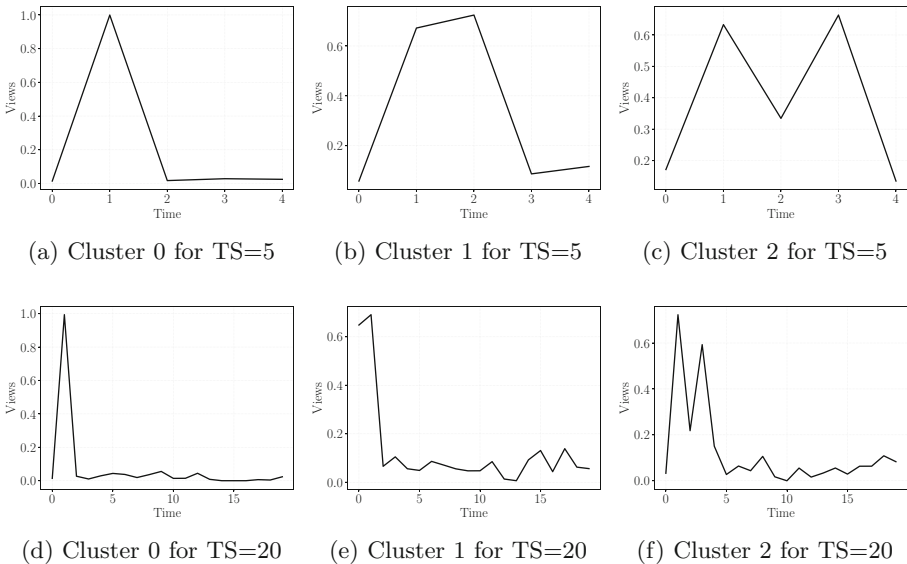 1.0
0.8
0.6
0.4
0.2
0.0
Views
0 1 2 3 4
Time
(a) Cluster 0 for TS=5
0.6
0.4
0.2
Views
0 1 2 3 4
Time
(b) Cluster 1 for TS=5
0.6
0.5
0.4
0.3
0.2
Views
0 1 2 3 4
Time
(c) Cluster 2 for TS=5
1.0
0.8
0.6
0.4
0.2
0.0
Views
0 5 10 15
Time
(d) Cluster 0 for TS=20
0.6
0.4
0.2
0.0
Views
0 5 10 15
Time
(e) Cluster 1 for TS=20
0.6
0.4
0.2
0.0
Views
0 5 10 15
Time
(f) Cluster 2 for TS=20